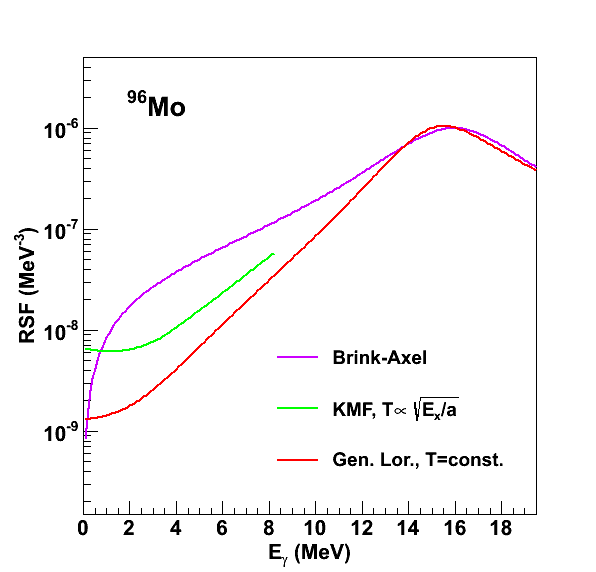 ⁹⁶Mo
10⁻⁶
10⁻⁷
10⁻⁸
10⁻⁹
RSF (MeV⁻³)
Brink-Axel
KMF, T∝ √Eₓ/a
Gen. Lor., T=const.
0 2 4 6 8 10 12 14 16 18
Eᵧ (MeV)